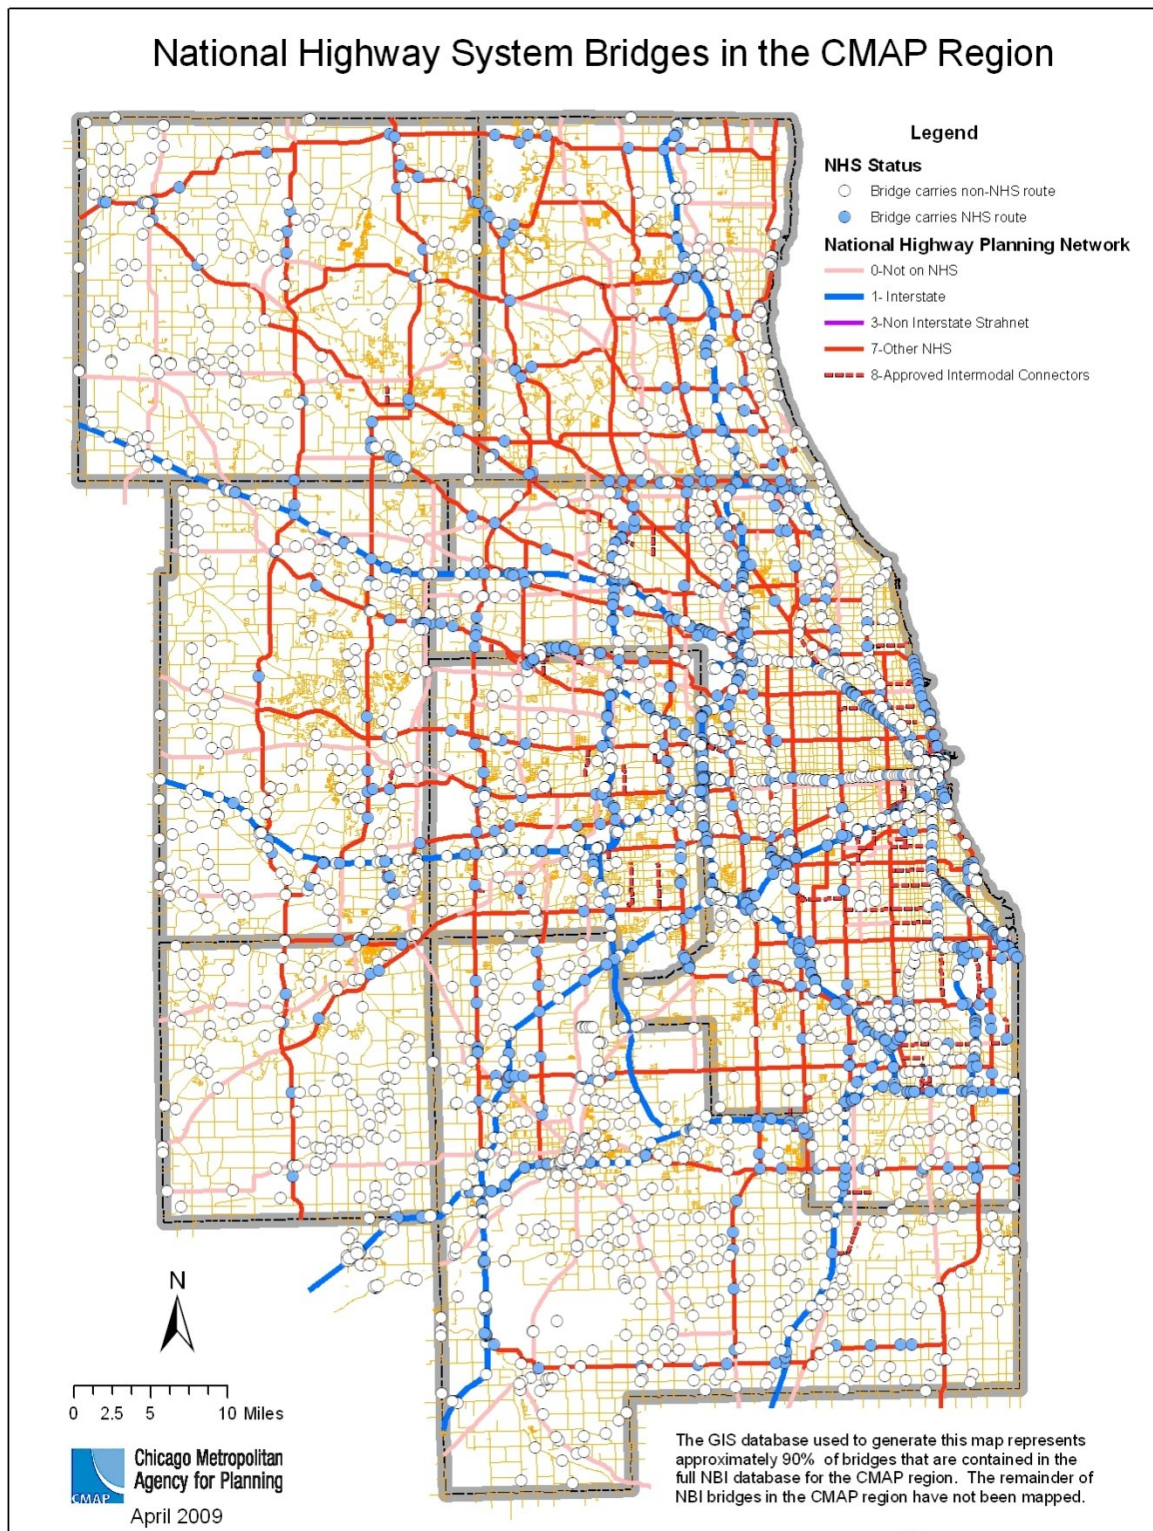 National Highway System Bridges in the CMAP Region
Legend
NHS Status
Bridge carries non-NHS route
Bridge carries NHS route
National Highway Planning Network
0-Not on NHS
1- Interstate
3-Non Interstate Strahnet
7-Other NHS
8-Approved Intermodal Connectors
N
0 2.5 5 10 Miles
CMAP
Chicago Metropolitan
Agency for Planning
April 2009
The GIS database used to generate this map represents
approximately 90% of bridges that are contained in the
full NBI database for the CMAP region. The remainder of
NBI bridges in the CMAP region have not been mapped.